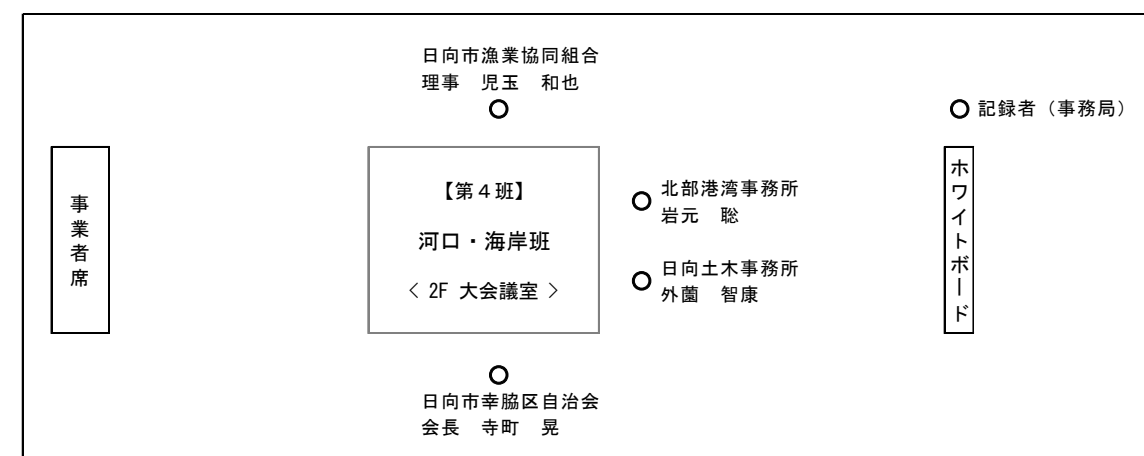 日向市漁業協同組合
理事　児玉　和也
記録者（事務局）
事業者席
【第４班】
河口・海岸班
＜ 2F 大会議室 ＞
北部港湾事務所
岩元　聡
日向土木事務所
外薗　智康
ホワイトボード
日向市幸脇区自治会
会長　寺町　晃